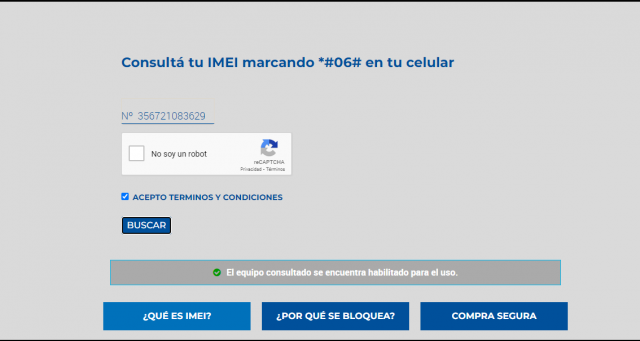 Consultá tu IMEI marcando *#06# en tu celular
Nº 356721083629
No soy un robot
reCAPTCHA
Privacidad - Términos
ACEPTO TERMINOS Y CONDICIONES
BUSCAR
El equipo consultado se encuentra habilitado para el uso.
¿QUÉ ES IMEI?
¿POR QUÉ SE BLOQUEA?
COMPRA SEGURA